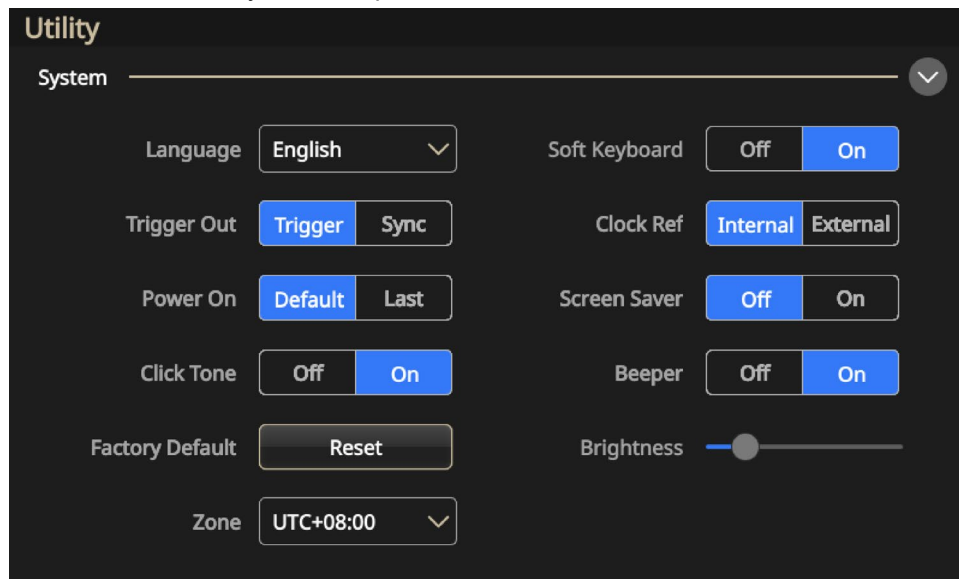 Utility
System
Language English Soft Keyboard Off On
Trigger Out Trigger Sync Clock Ref Internal External
Power On Default Last Screen Saver Off On
Click Tone Off On Beeper Off On
Factory Default Reset Brightness
Zone UTC+08:00